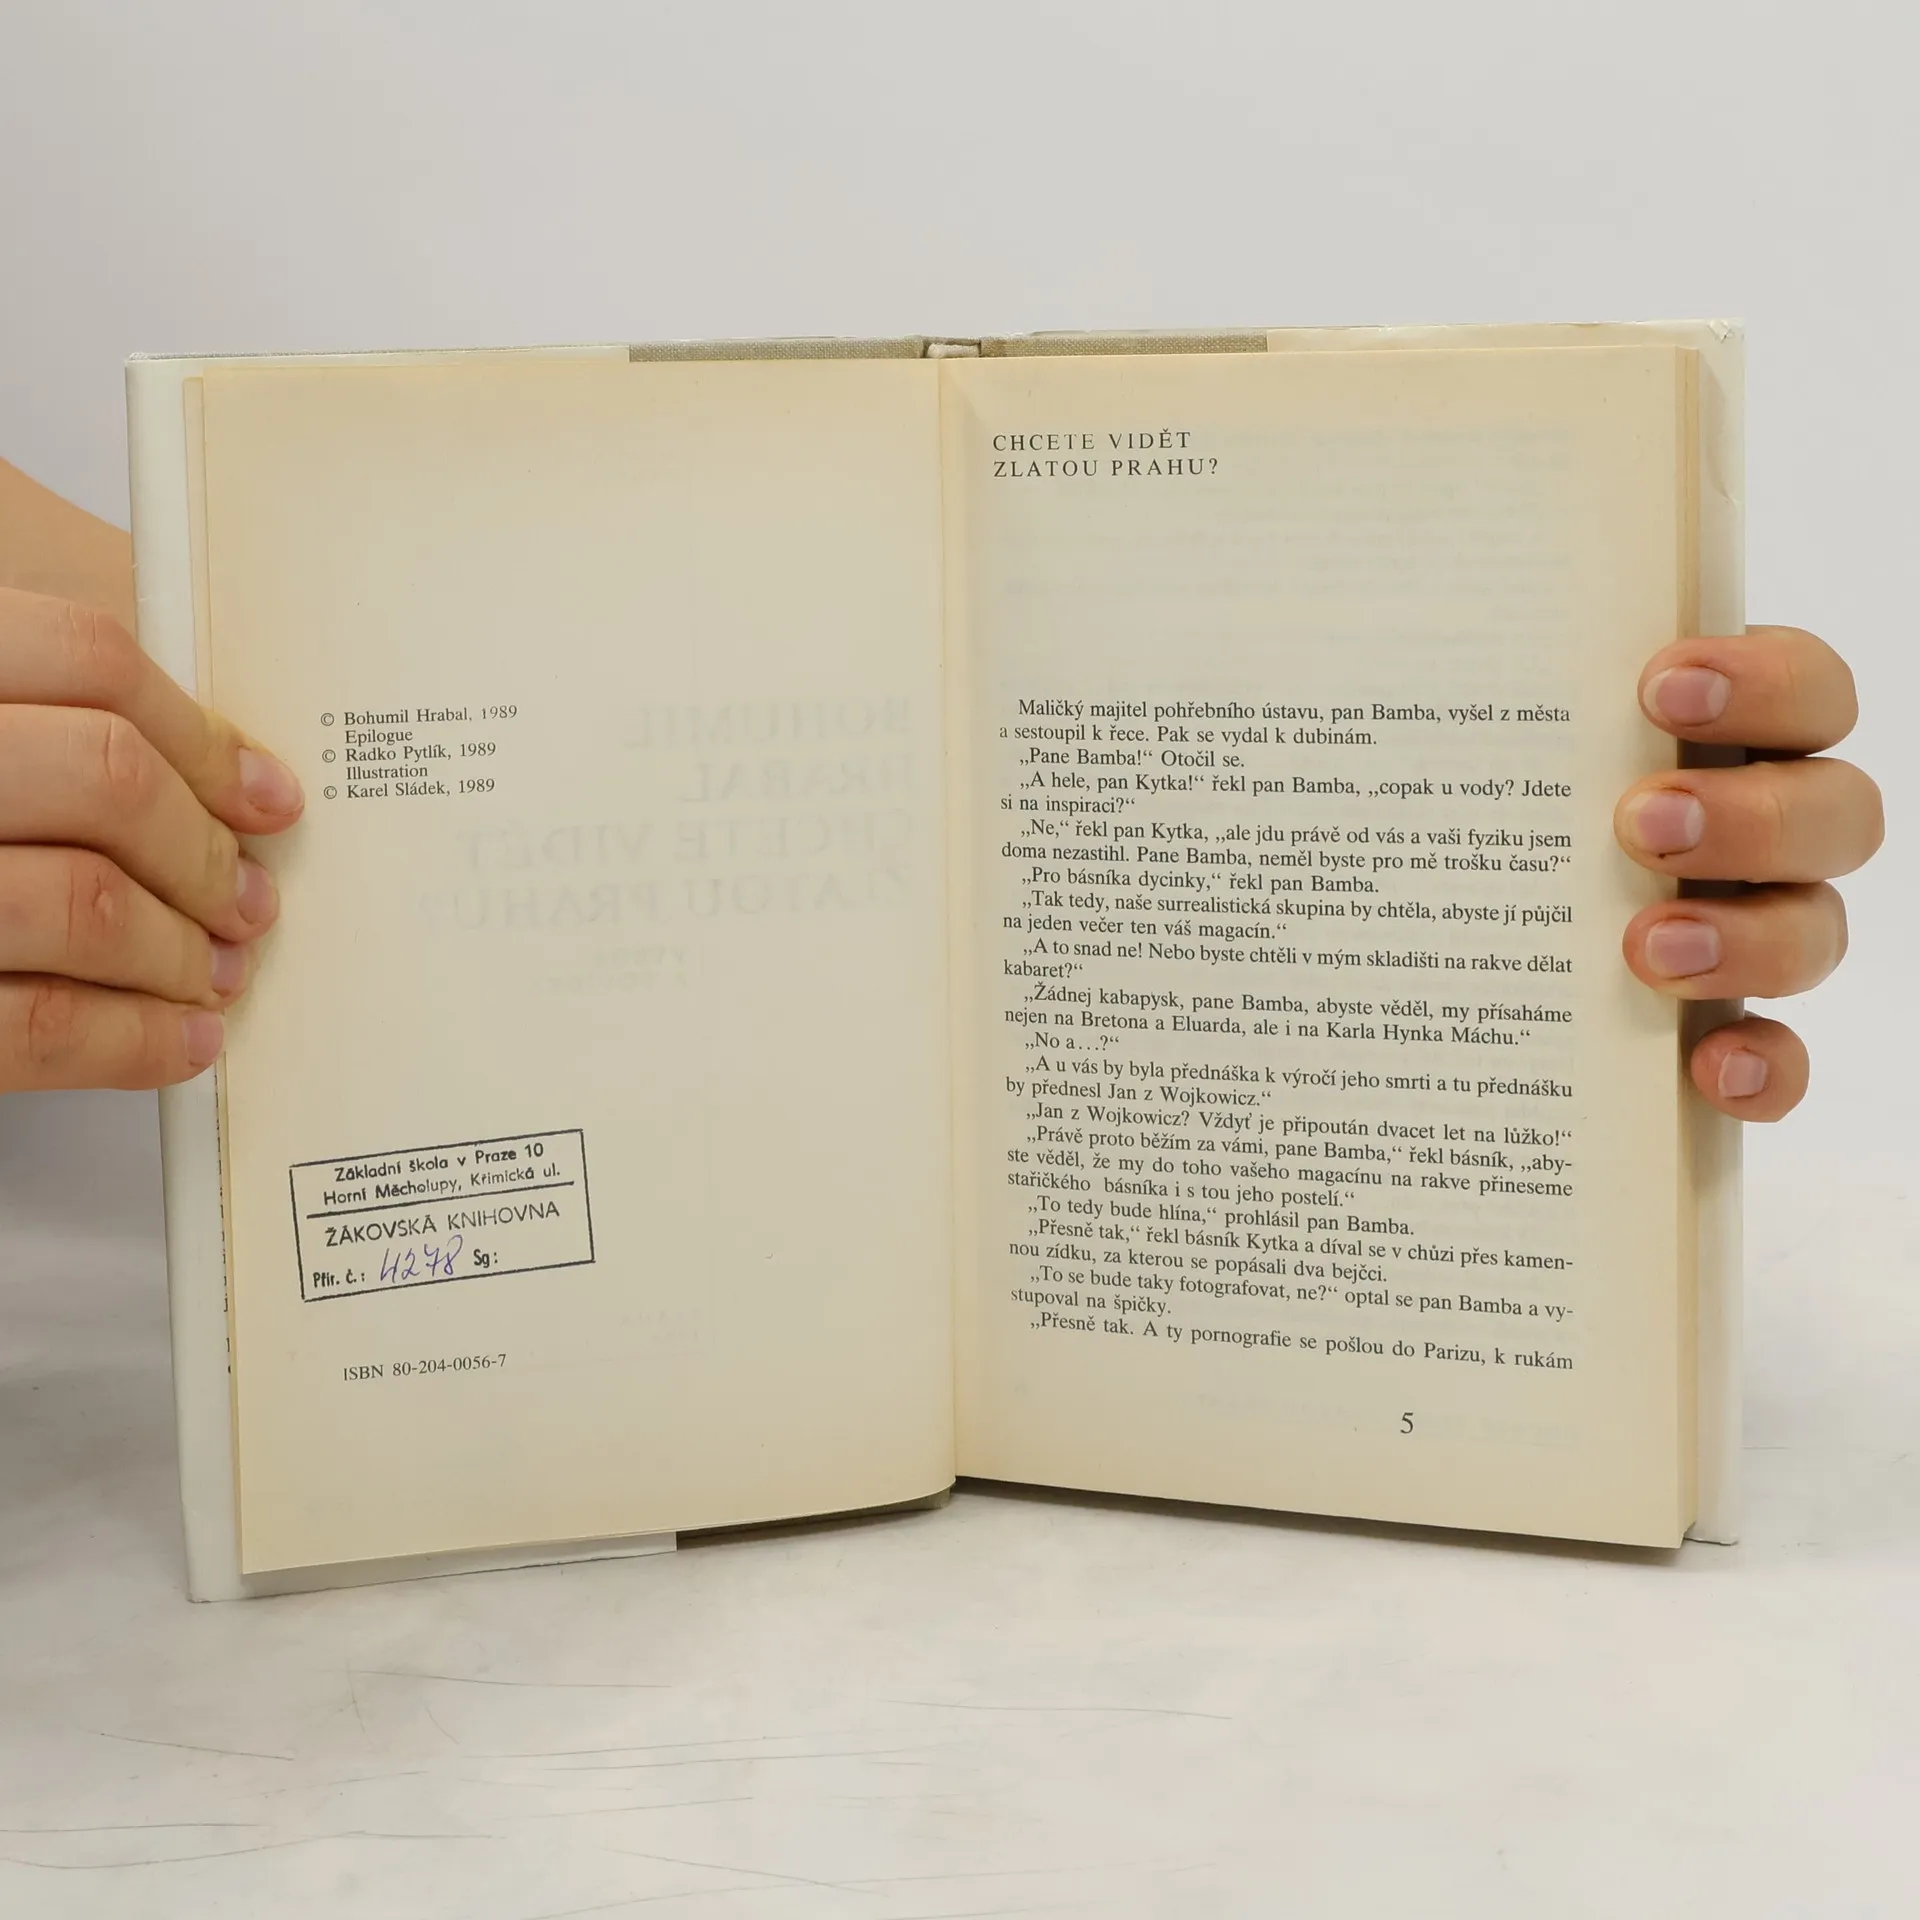 © Bohumil Hrabal, 1989
Epilogue
© Radko Pytlík, 1989
Illustration
© Karel Sládek, 1989
Základní škola v Praze 10
Horní Měcholupy, Křimická ul.
ŽÁKOVSKÁ KNIHOVNA
Přír. č.: 4278 Sg:
ISBN 80-204-0056-7
CHCETE VIDĚT
ZLATOU PRAHU?
Maličký majitel pohřebního ústavu, pan Bamba, vyšel z města
a sestoupil k řece. Pak se vydal k dubinám.
„Pane Bamba!“ Otočil se.
„A hele, pan Kytka!“ řekl pan Bamba, „copak u vody? Jdete
si na inspiraci?“
„Ne,“ řekl pan Kytka, „ale jdu právě od vás a vaši fyziku jsem
doma nezastihl. Pane Bamba, neměl byste pro mě trošku času?“
„Pro básníka dycinky,“ řekl pan Bamba.
„Tak tedy, naše surrealistická skupina by chtěla, abyste jí půjčil
na jeden večer ten váš magacín.“
„A to snad ne! Nebo byste chtěli v mým skladišti na rakve dělat
kabaret?“
„Žádnej kabapysk, pane Bamba, abyste věděl, my přísaháme
nejen na Bretona a Eluarda, ale i na Karla Hynka Máchu.“
„No a...?“
„A u vás by byla přednáška k výročí jeho smrti a tu přednášku
by přednesl Jan z Wojkowicz.“
„Jan z Wojkowicz? Vždyť je připoután dvacet let na lůžko!“
„Právě proto běžím za vámi, pane Bamba,“ řekl básník, „aby-
ste věděl, že my do toho vašeho magacínu na rakve přineseme
stařičkého básníka i s tou jeho postelí.“
„To tedy bude hlína,“ prohlásil pan Bamba.
„Přesně tak,“ řekl básník Kytka a díval se v chůzi přes kamen-
nou zídku, za kterou se popásali dva bejčci.
„To se bude taky fotografovat, ne?“ optal se pan Bamba a vy-
stupoval na špičky.
„Přesně tak. A ty pornografie se pošlou do Parizu, k rukám
5